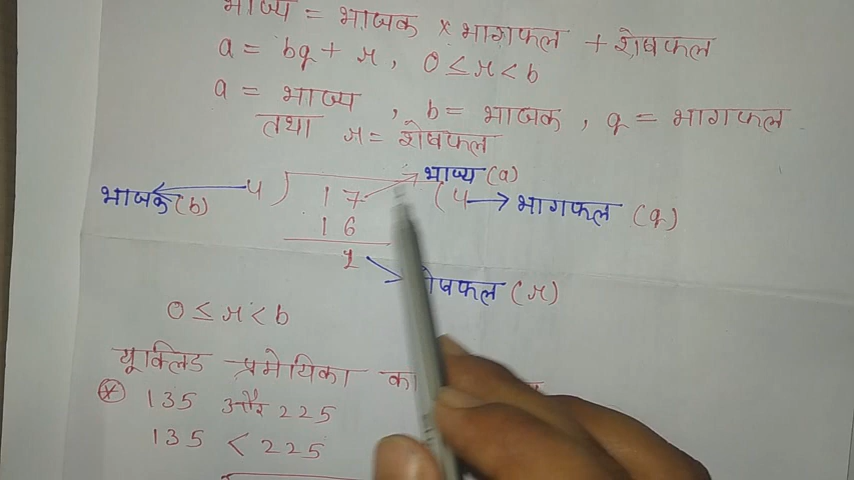 भाज्य = भाजक × भागफल + शेषफल
a = bq + r, 0 ≤ r < b
a = भाज्य, b = भाजक, q = भागफल
तथा r = शेषफल
भाज्य (a)
भाजक (b) 4 ) 17 ( 4 → भागफल (q)
16
1
शेषफल (r)
0 ≤ r < b
यूक्लिड प्रमेयिका का
* 135 और 225
135 < 225